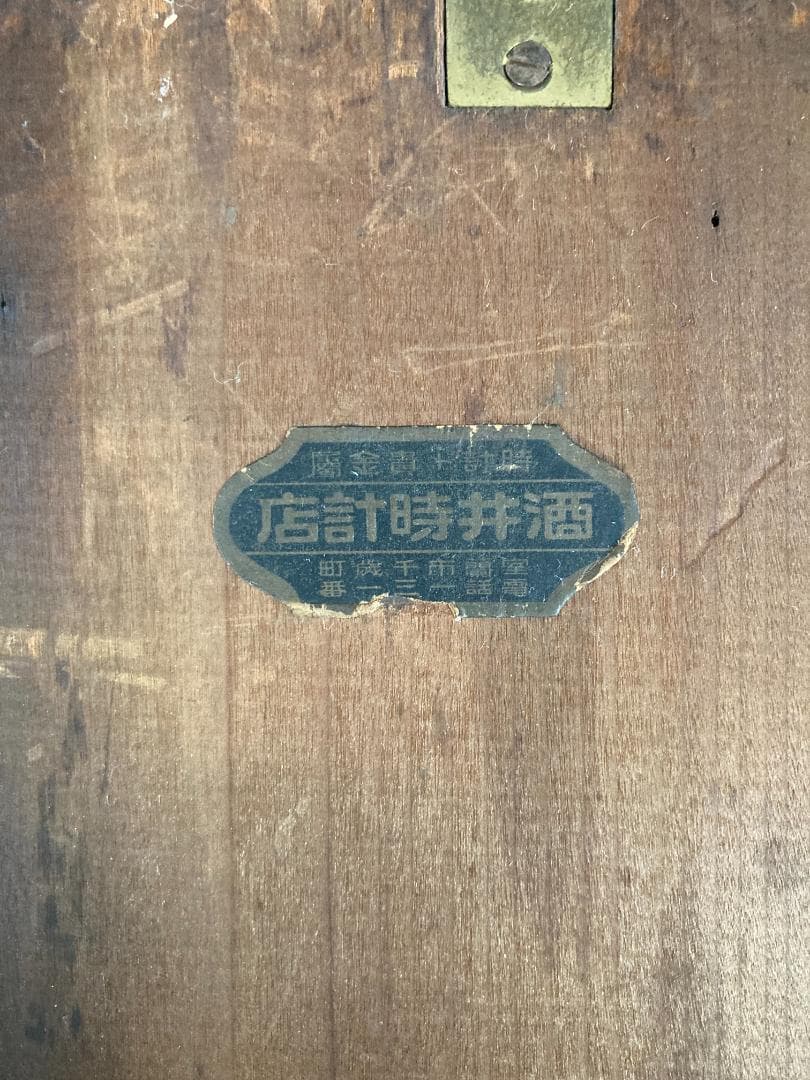 時計ト貴金屬
酒井時計店
室蘭市千歳町
電話 三一番